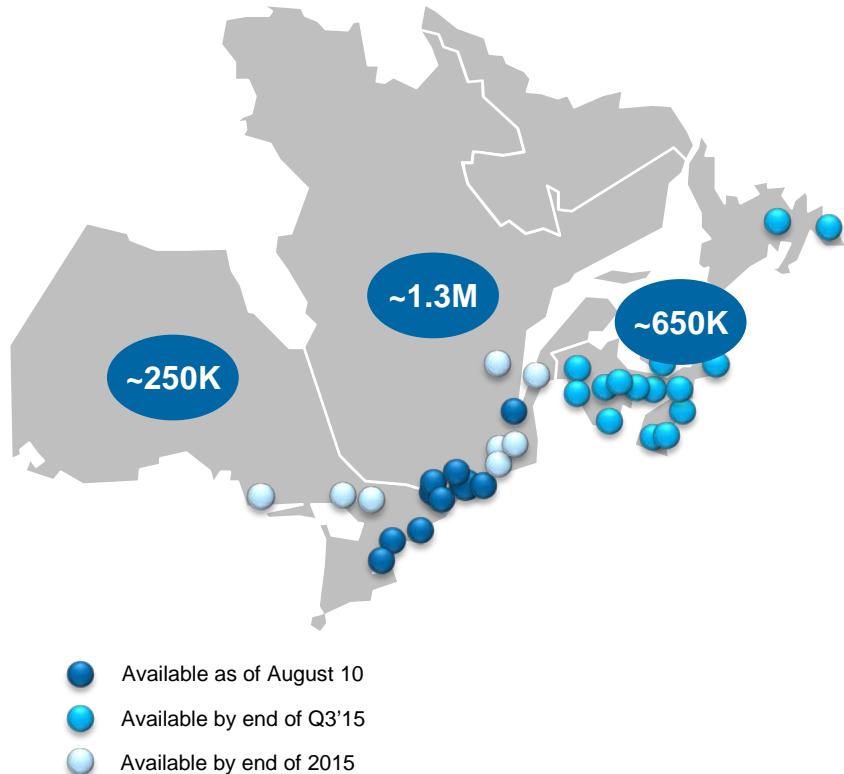 ~1.3M
~650K
~250K
Available as of August 10
Available by end of Q3’15
Available by end of 2015